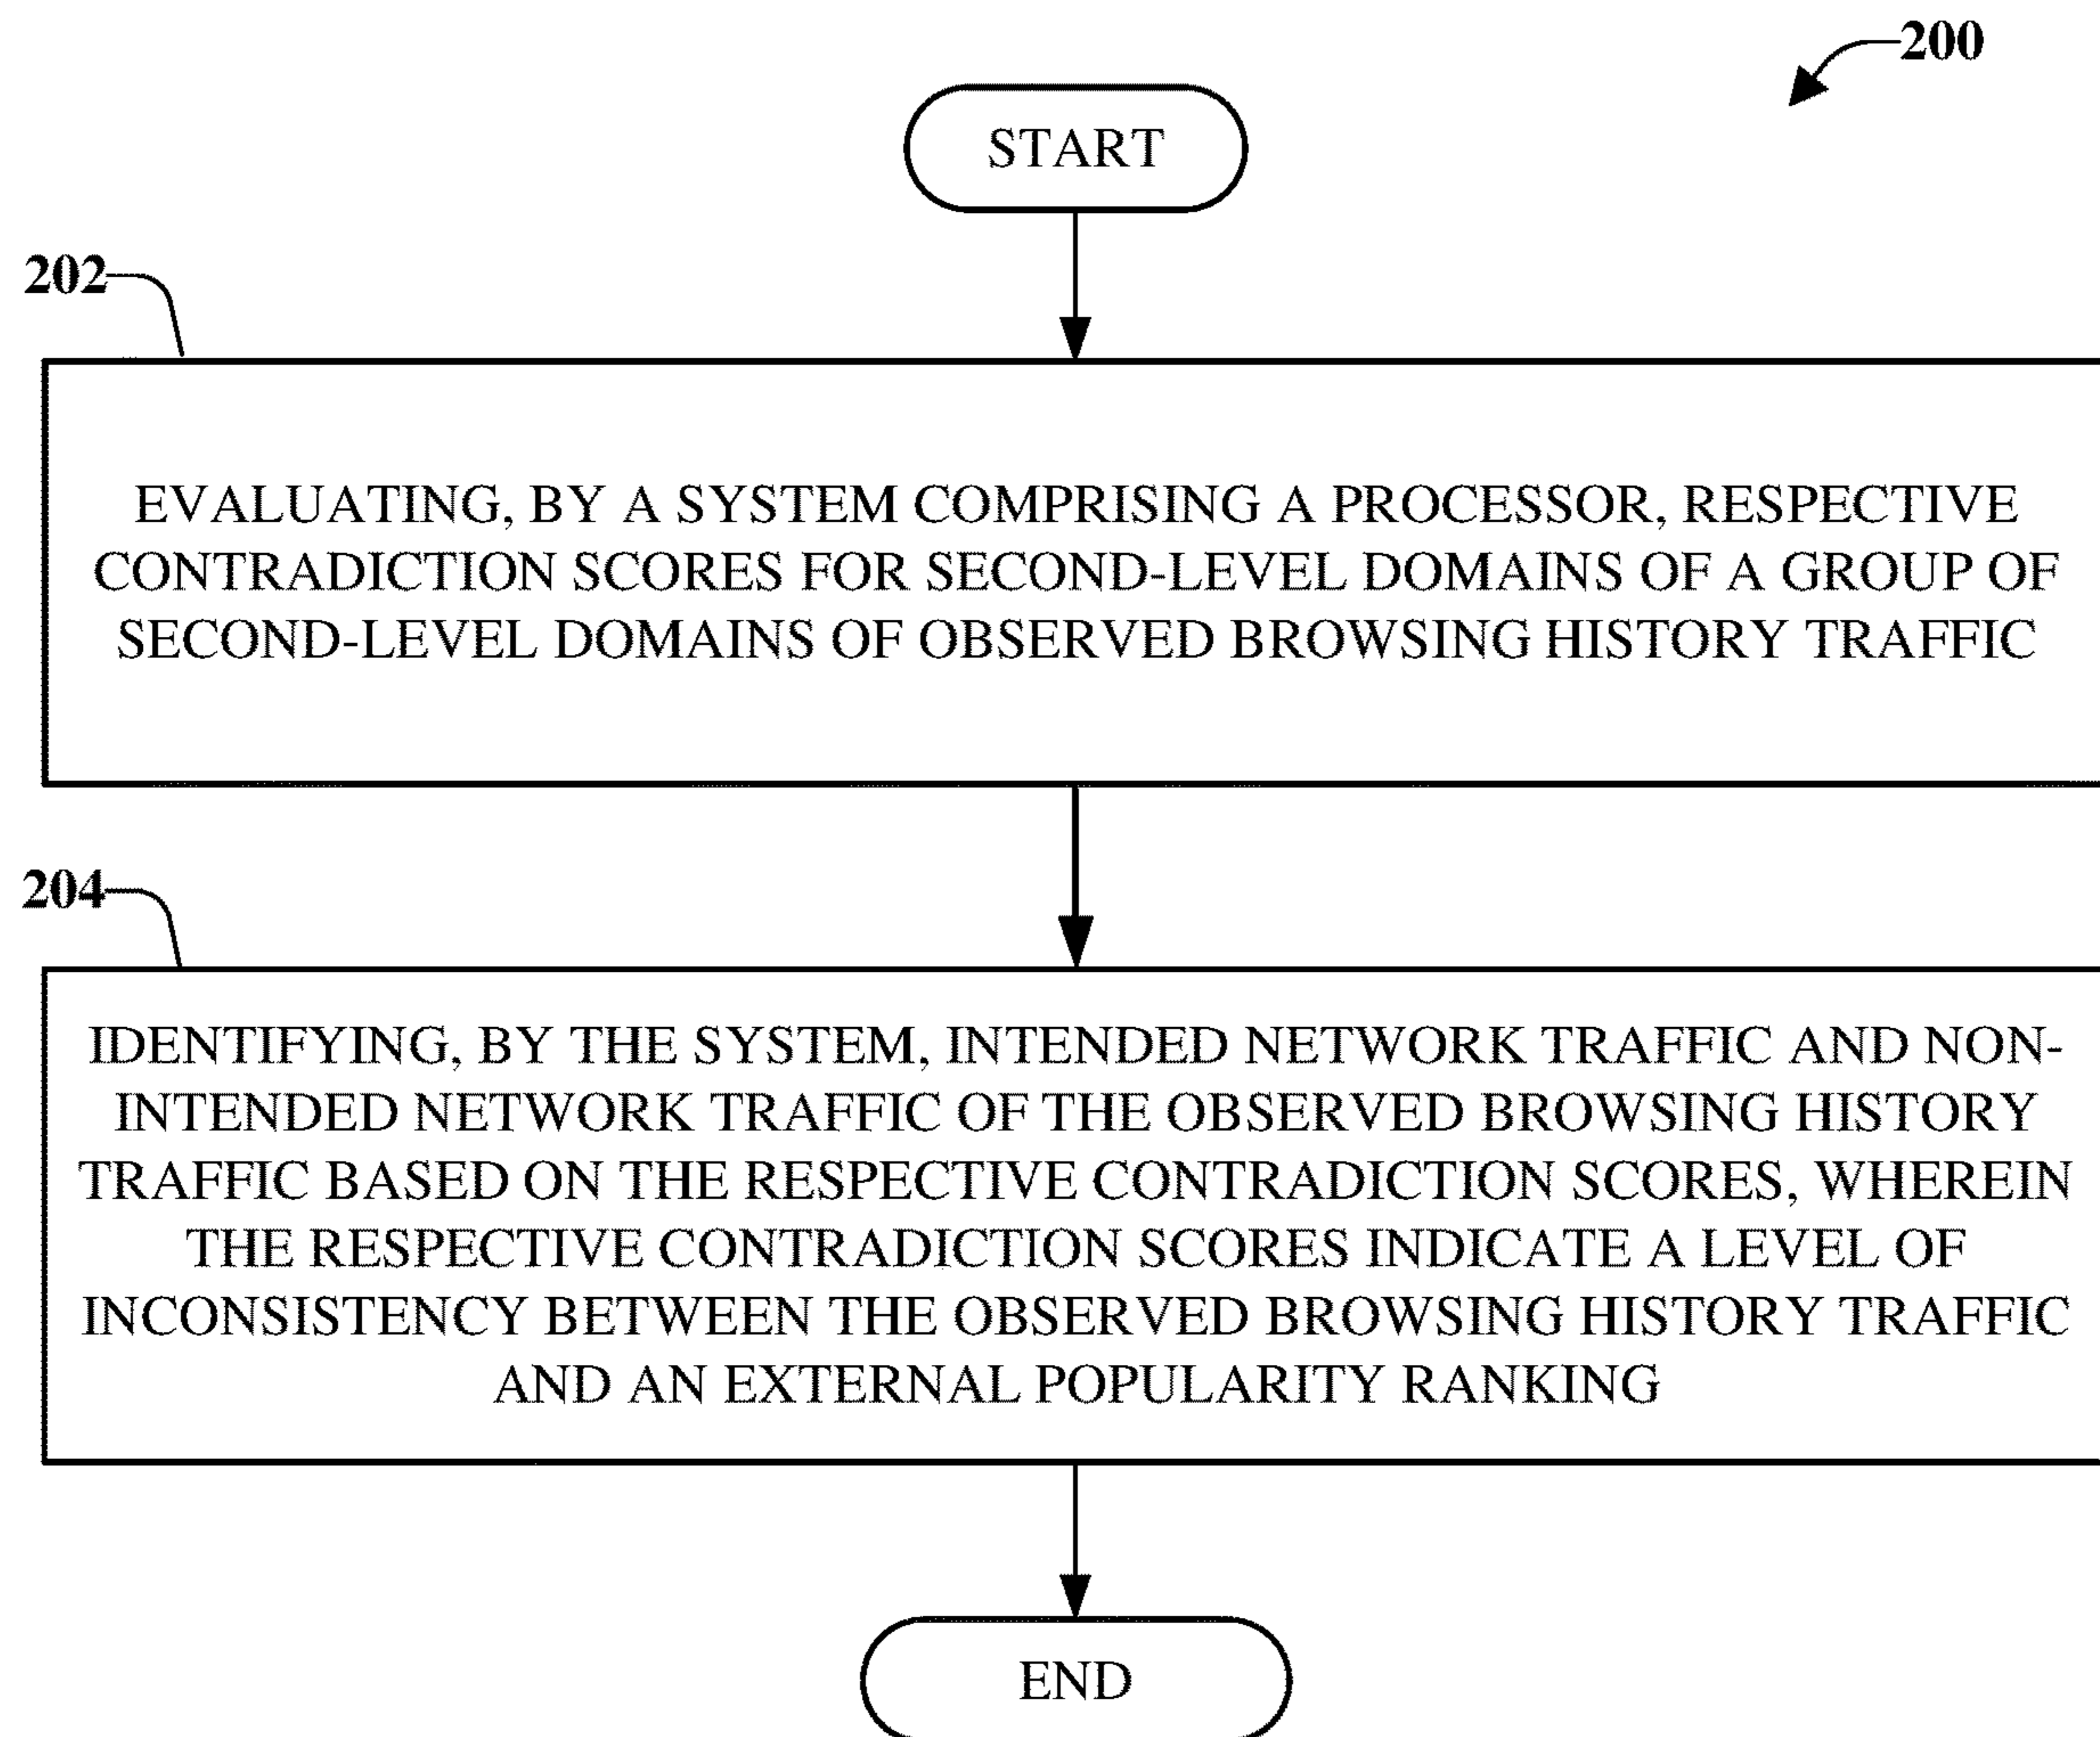 200
START
202
EVALUATING, BY A SYSTEM COMPRISING A PROCESSOR, RESPECTIVE
CONTRADICTION SCORES FOR SECOND-LEVEL DOMAINS OF A GROUP OF
SECOND-LEVEL DOMAINS OF OBSERVED BROWSING HISTORY TRAFFIC
204
IDENTIFYING, BY THE SYSTEM, INTENDED NETWORK TRAFFIC AND NON-
INTENDED NETWORK TRAFFIC OF THE OBSERVED BROWSING HISTORY
TRAFFIC BASED ON THE RESPECTIVE CONTRADICTION SCORES, WHEREIN
THE RESPECTIVE CONTRADICTION SCORES INDICATE A LEVEL OF
INCONSISTENCY BETWEEN THE OBSERVED BROWSING HISTORY TRAFFIC
AND AN EXTERNAL POPULARITY RANKING
END